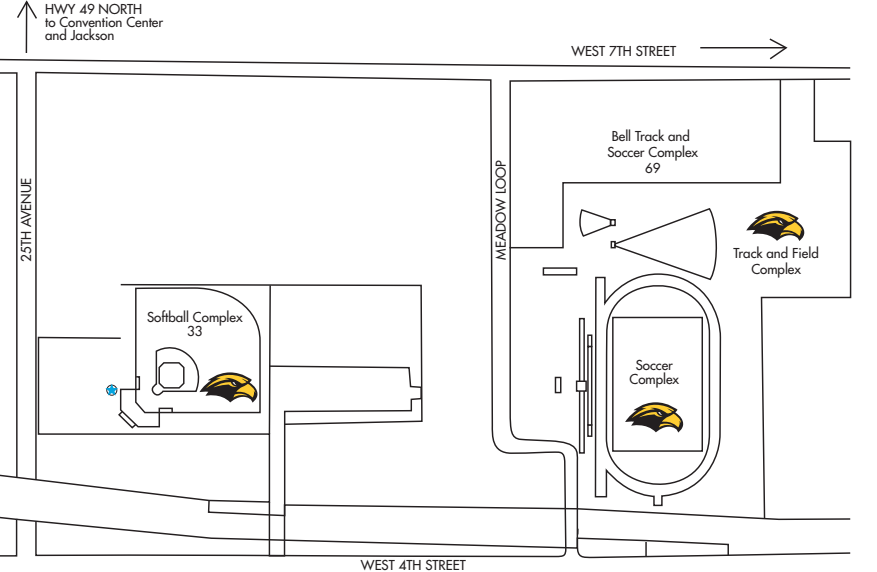 HWY 49 NORTH
to Convention Center
and Jackson
WEST 7TH STREET
Bell Track and
Soccer Complex
69
MEADOW LOOP
25TH AVENUE
Track and Field
Complex
Softball Complex
33
Soccer
Complex
WEST 4TH STREET